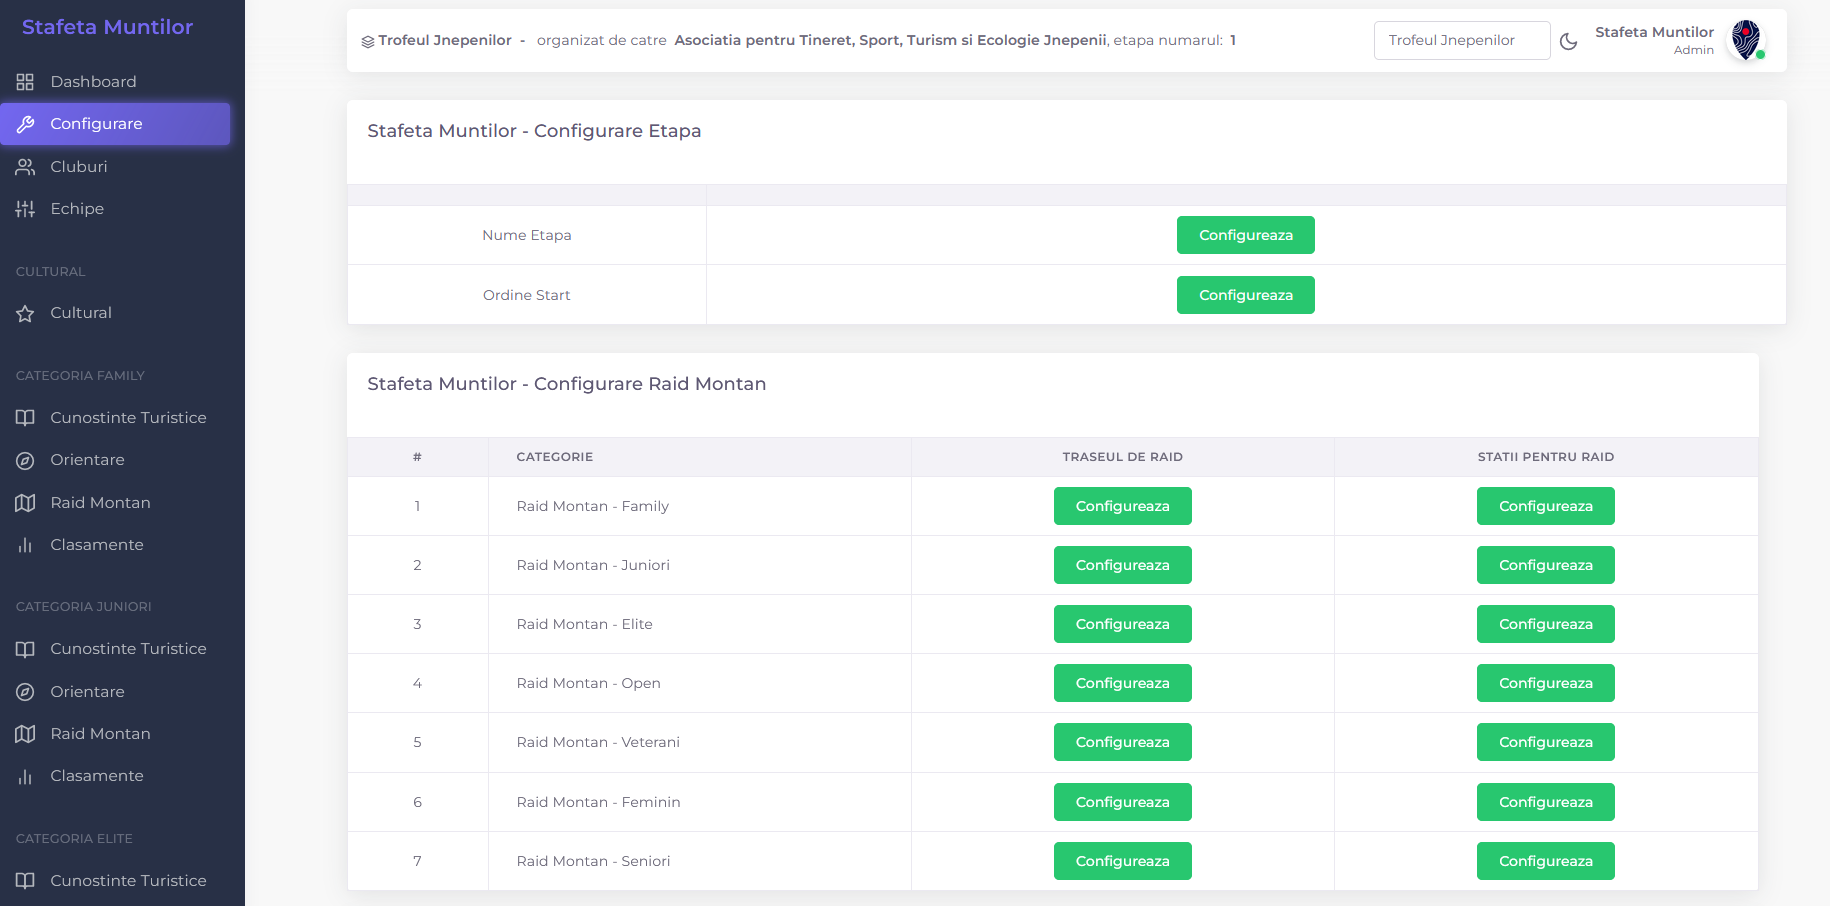 Stafeta Muntilor
Dashboard
Configurare
Cluburi
Echipe
CULTURAL
Cultural
CATEGORIA FAMILY
Cunostinte Turistice
Orientare
Raid Montan
Clasamente
CATEGORIA JUNIORI
Cunostinte Turistice
Orientare
Raid Montan
Clasamente
CATEGORIA ELITE
Cunostinte Turistice
Trofeul Jnepenilor - organizat de catre Asociatia pentru Tineret, Sport, Turism si Ecologie Jnepenii, etapa numarul: 1
Trofeul Jnepenilor
Stafeta Muntilor
Admin
Stafeta Muntilor - Configurare Etapa
Nume Etapa Configureaza
Ordine Start Configureaza
Stafeta Muntilor - Configurare Raid Montan
# CATEGORIE TRASEUL DE RAID STATII PENTRU RAID
1 Raid Montan - Family Configureaza Configureaza
2 Raid Montan - Juniori Configureaza Configureaza
3 Raid Montan - Elite Configureaza Configureaza
4 Raid Montan - Open Configureaza Configureaza
5 Raid Montan - Veterani Configureaza Configureaza
6 Raid Montan - Feminin Configureaza Configureaza
7 Raid Montan - Seniori Configureaza Configureaza